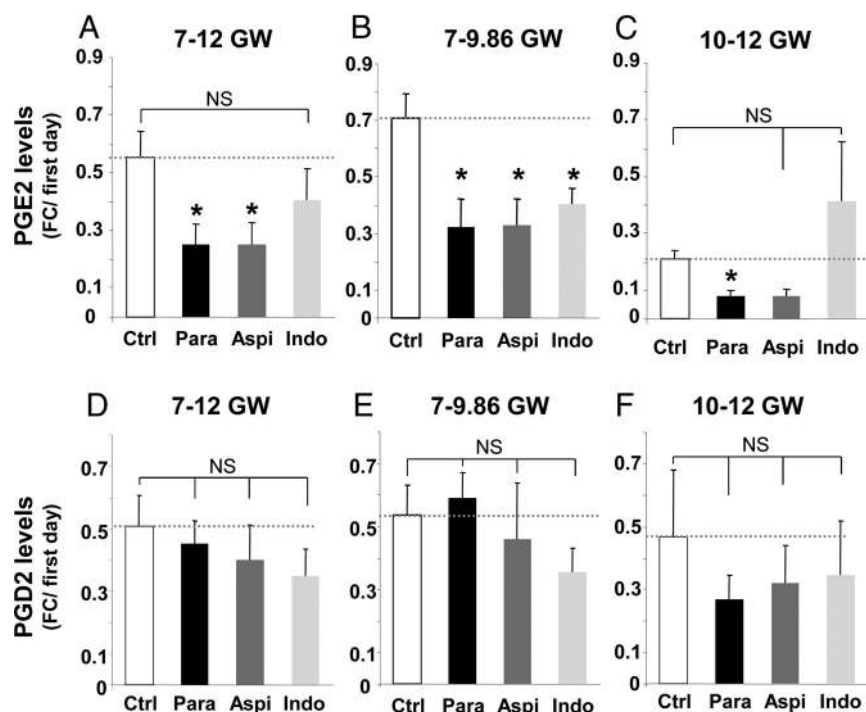 A 7-12 GW
B 7-9.86 GW
C 10-12 GW
PGE2 levels
(FC/ first day)
0.9
0.7
0.5
0.3
0.1
0
NS
*
*
Ctrl Para Aspi Indo
0.9
0.7
0.5
0.3
0.1
0
*
*
*
Ctrl Para Aspi Indo
0.9
0.7
0.5
0.3
0.1
0
NS
*
Ctrl Para Aspi Indo
D 7-12 GW
E 7-9.86 GW
F 10-12 GW
PGD2 levels
(FC/ first day)
0.7
0.5
0.3
0.1
0
NS
Ctrl Para Aspi Indo
0.7
0.5
0.3
0.1
0
NS
Ctrl Para Aspi Indo
0.7
0.5
0.3
0.1
0
NS
Ctrl Para Aspi Indo